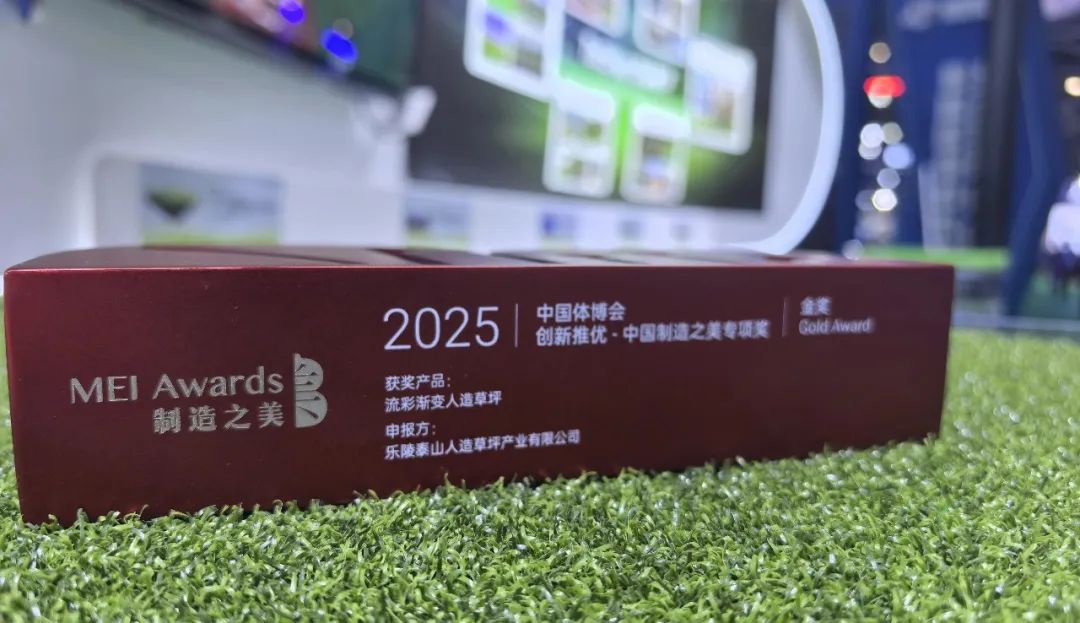 MEI Awards
制造之美
2025
中国体博会
创新推优 - 中国制造之美专项奖
金奖
Gold Award
获奖产品：
流彩渐变人造草坪
申报方：
乐陵泰山人造草坪产业有限公司